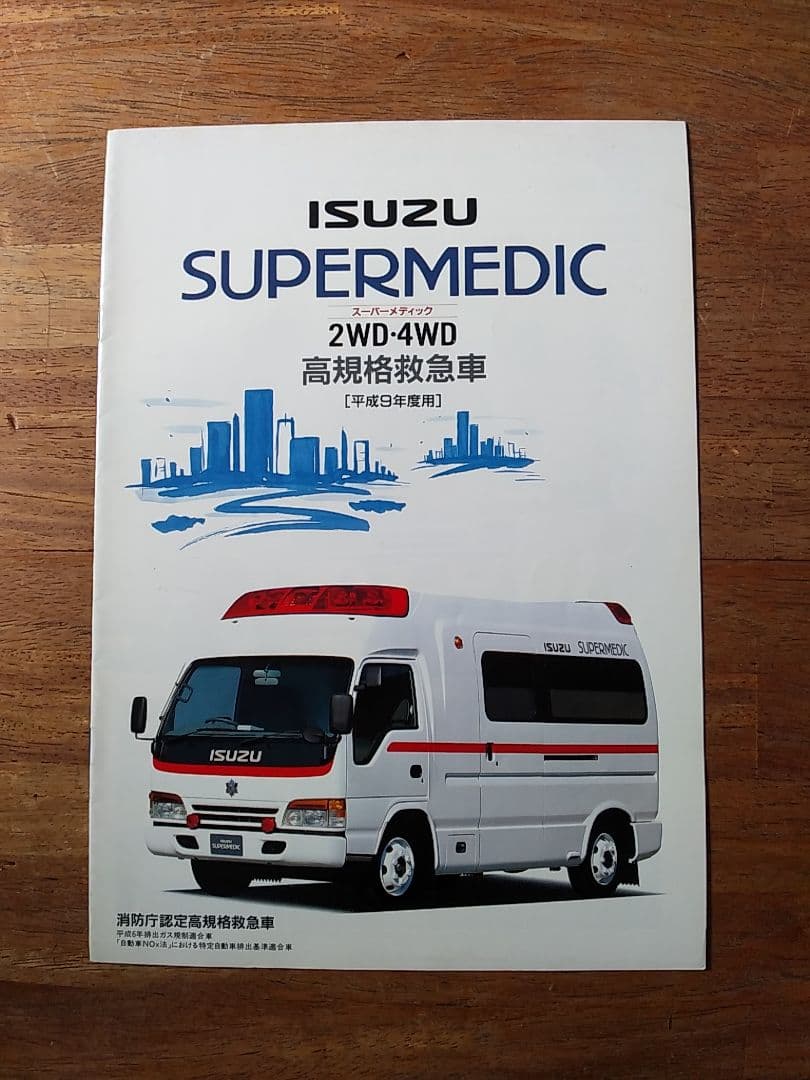 ISUZU
SUPERMEDIC
スーパーメディック
2WD・4WD
高規格救急車
［平成9年度用］
ISUZU SUPERMEDIC
ISUZU
ISUZU
SUPERMEDIC
消防庁認定高規格救急車
平成6年排出ガス規制適合車
「自動車NOx法」における特定自動車排出基準適合車